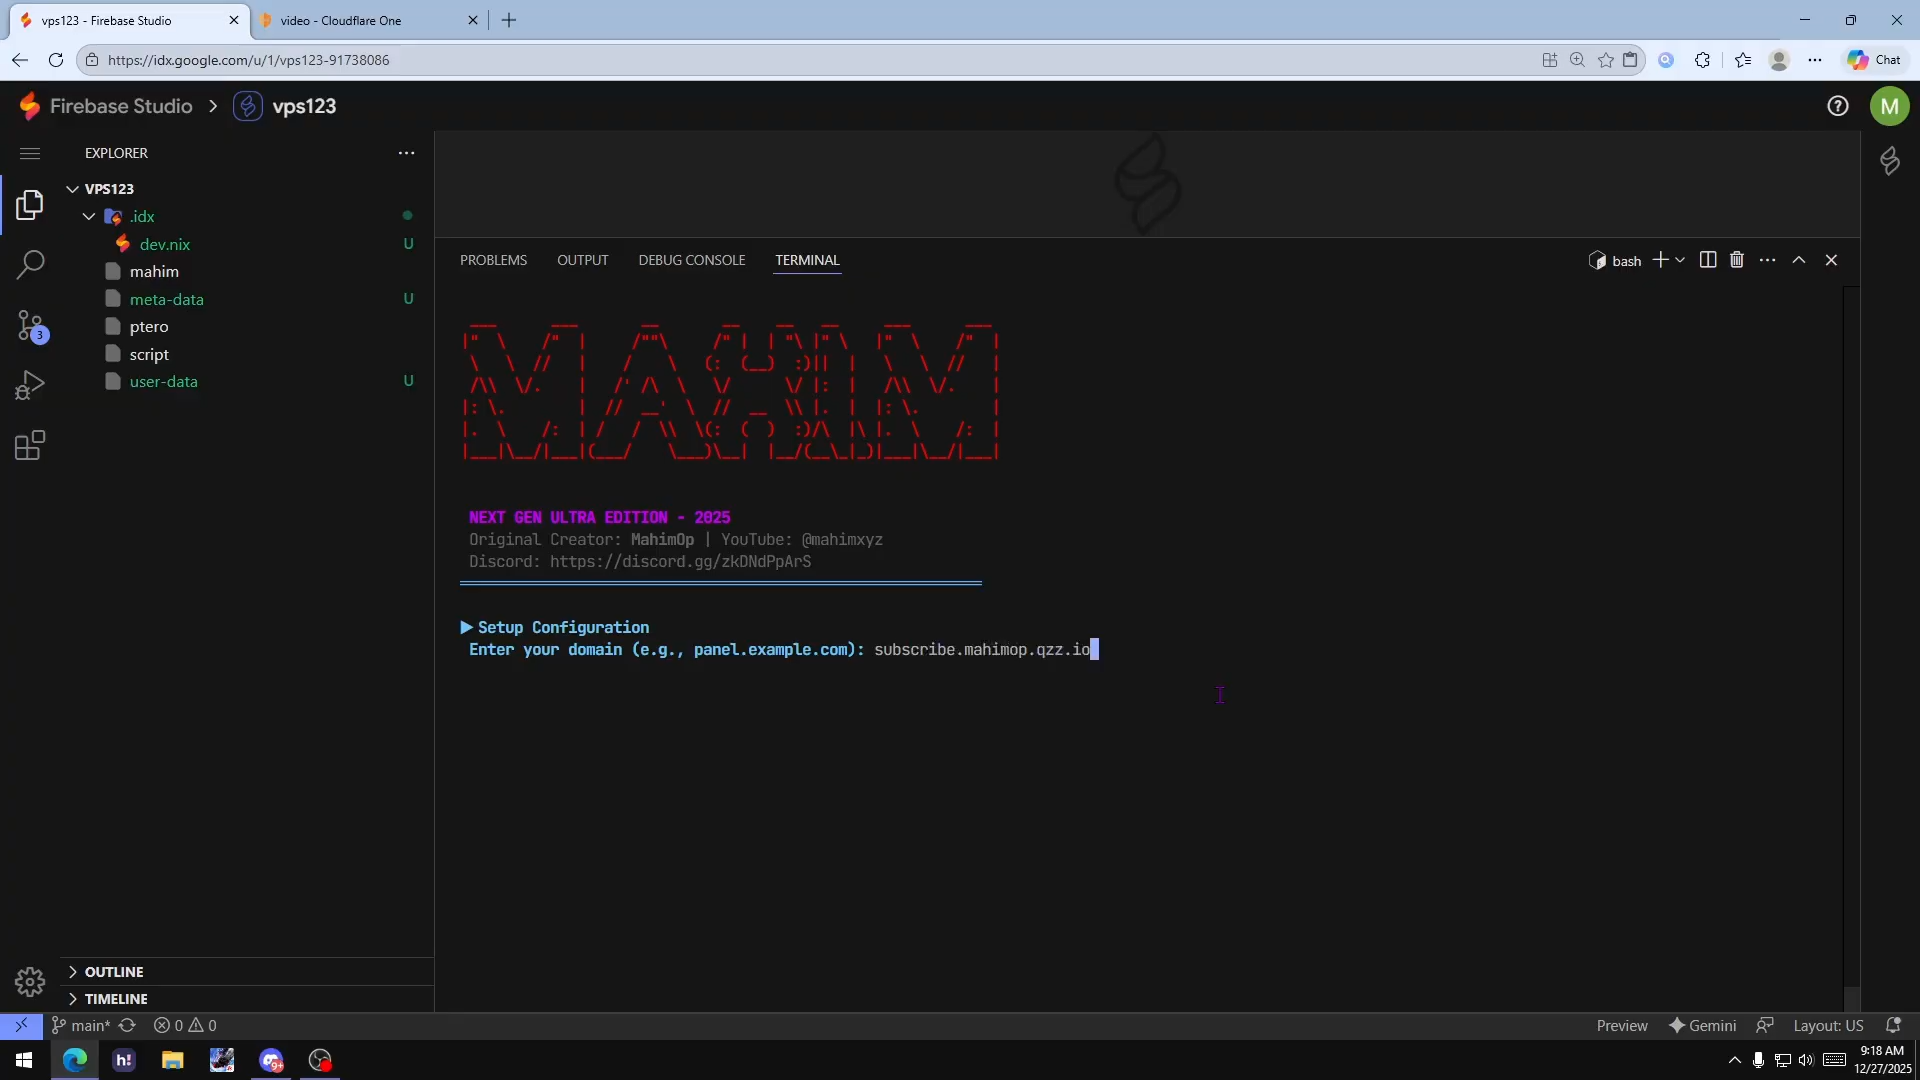 vps123 - Firebase Studio
video - Cloudflare One
https://idx.google.com/u/1/vps123-91738086
Chat
Firebase Studio > vps123
M
EXPLORER
VPS123
.idx
dev.nix U
mahim
meta-data U
ptero
script
user-data U
3
OUTLINE
TIMELINE
PROBLEMS OUTPUT DEBUG CONSOLE TERMINAL
bash
MAHIM
NEXT GEN ULTRA EDITION - 2025
Original Creator: MahimOp | YouTube: @mahimxyz
Discord: https://discord.gg/zkDNdPpArS
▶ Setup Configuration
Enter your domain (e.g., panel.example.com): subscribe.mahimop.qzz.io
main* 0 0
Preview Gemini Layout: US
h!
9+
9:18 AM
12/27/2025